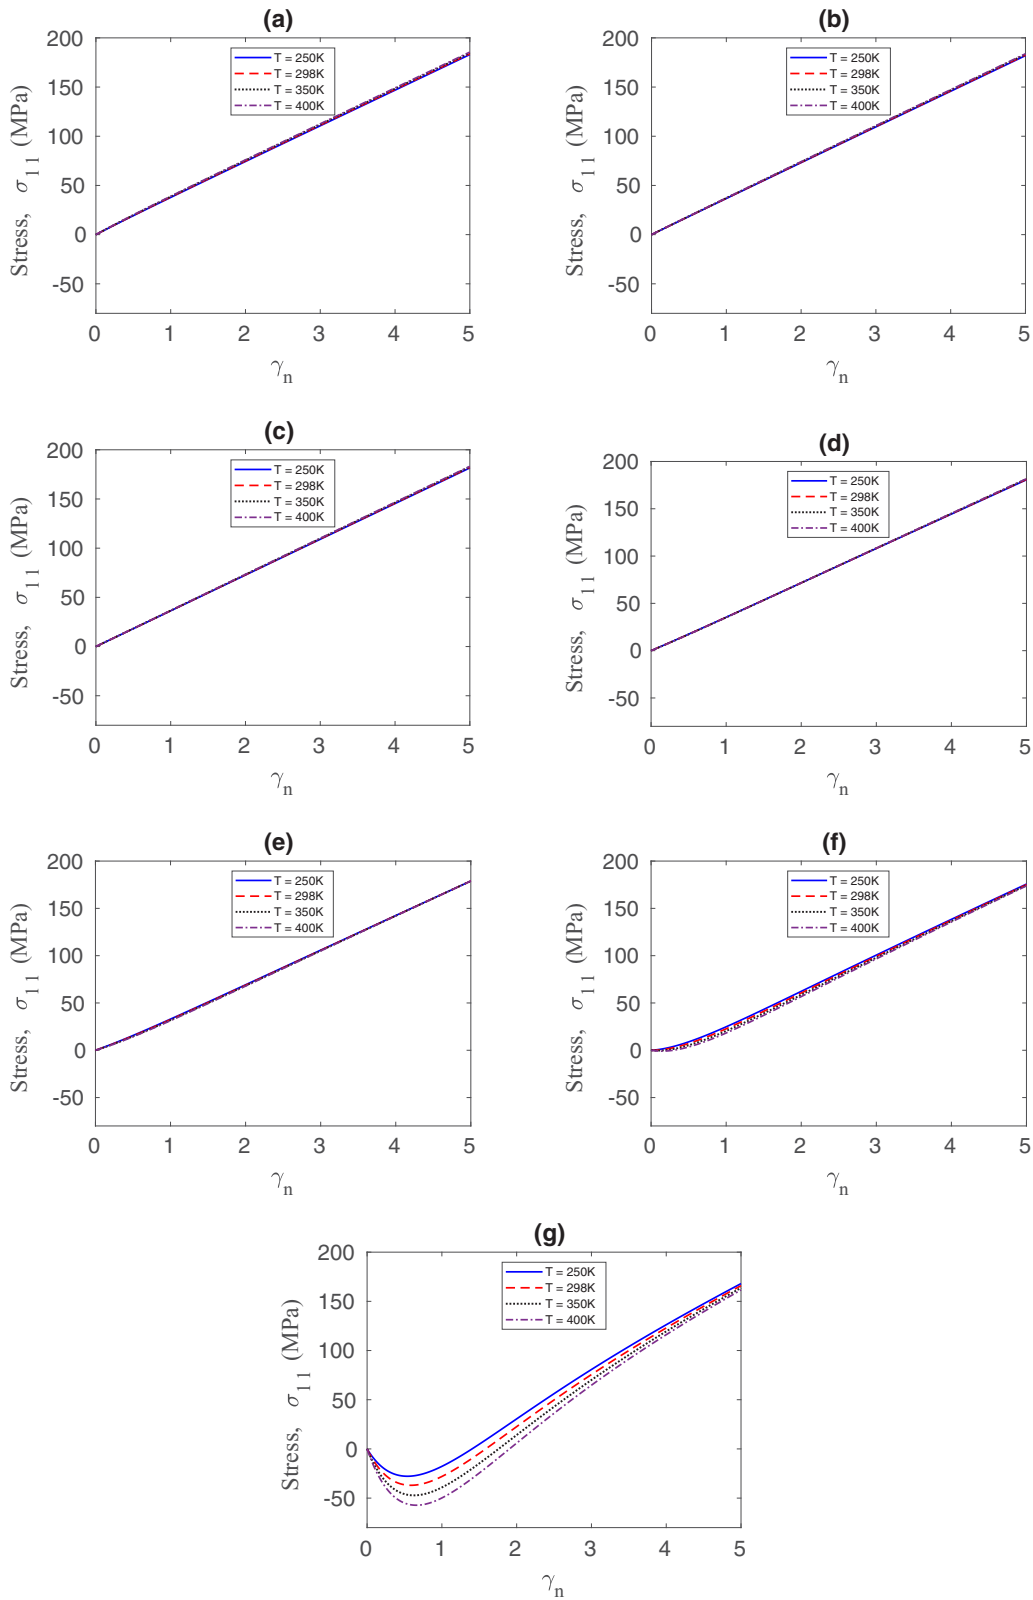 (a)
200
150
100
50
0
-50
Stress, σ11 (MPa)
T = 250K
T = 298K
T = 350K
T = 400K
0 1 2 3 4 5
γn
(b)
200
150
100
50
0
-50
Stress, σ11 (MPa)
T = 250K
T = 298K
T = 350K
T = 400K
0 1 2 3 4 5
γn
(c)
200
150
100
50
0
-50
Stress, σ11 (MPa)
T = 250K
T = 298K
T = 350K
T = 400K
0 1 2 3 4 5
γn
(d)
200
150
100
50
0
-50
Stress, σ11 (MPa)
T = 250K
T = 298K
T = 350K
T = 400K
0 1 2 3 4 5
γn
(e)
200
150
100
50
0
-50
Stress, σ11 (MPa)
T = 250K
T = 298K
T = 350K
T = 400K
0 1 2 3 4 5
γn
(f)
200
150
100
50
0
-50
Stress, σ11 (MPa)
T = 250K
T = 298K
T = 350K
T = 400K
0 1 2 3 4 5
γn
(g)
200
150
100
50
0
-50
Stress, σ11 (MPa)
T = 250K
T = 298K
T = 350K
T = 400K
0 1 2 3 4 5
γn